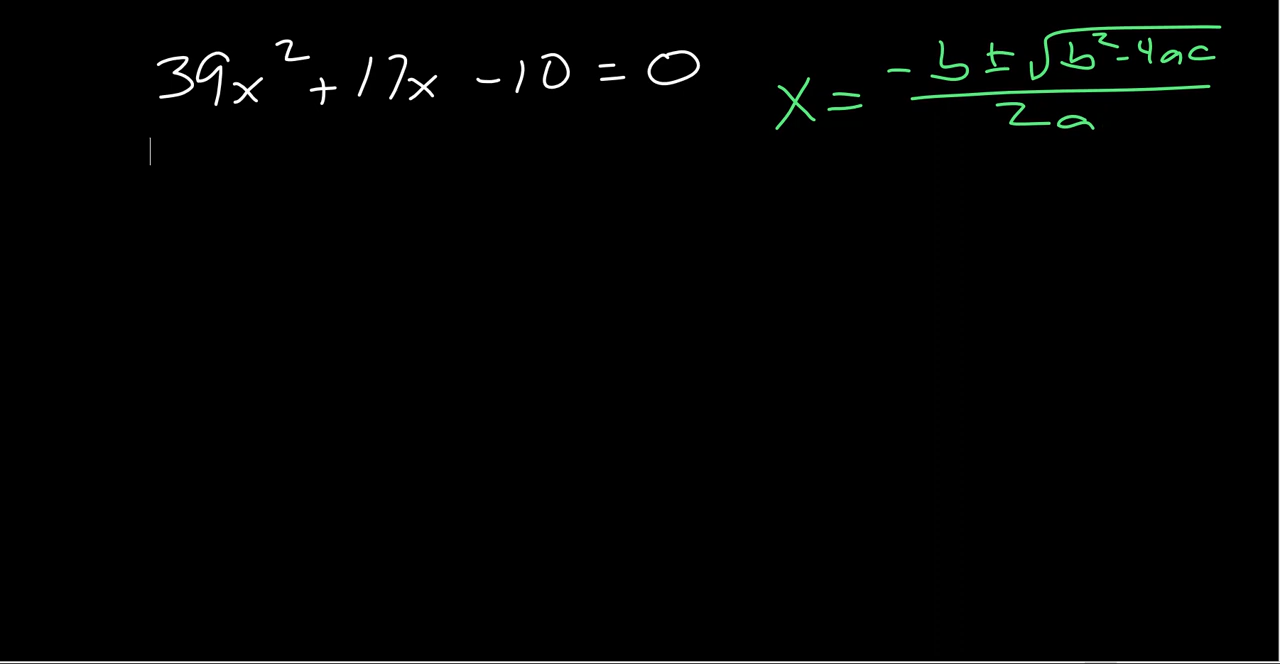 39x² + 17x - 10 = 0
x = (-b ± √(b² - 4ac)) / 2a